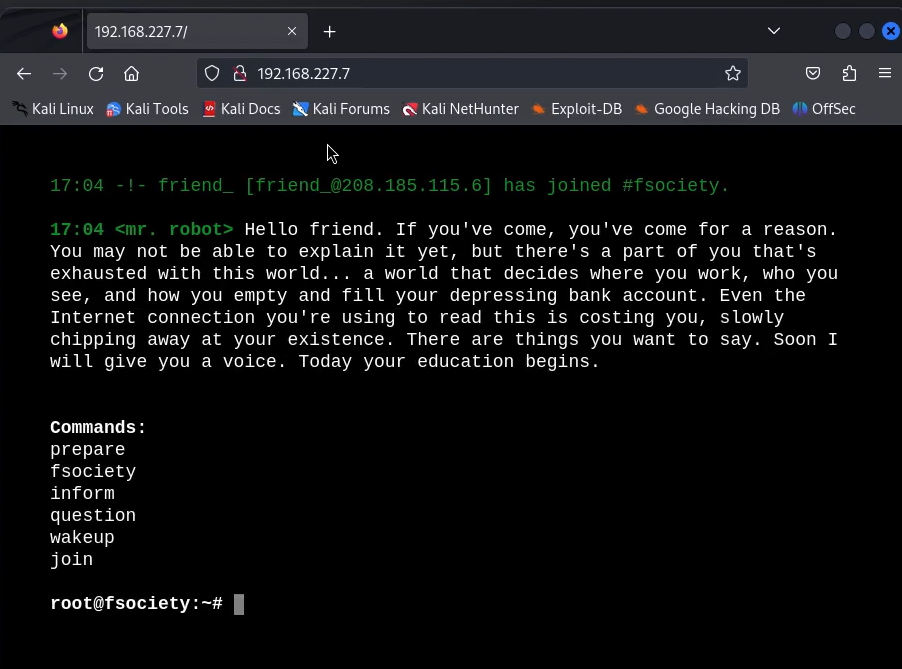 192.168.227.7/
192.168.227.7
Kali Linux Kali Tools Kali Docs Kali Forums Kali NetHunter Exploit-DB Google Hacking DB OffSec
17:04 -!- friend_ [friend_@208.185.115.6] has joined #fsociety.
17:04 <mr. robot> Hello friend. If you've come, you've come for a reason.
You may not be able to explain it yet, but there's a part of you that's
exhausted with this world... a world that decides where you work, who you
see, and how you empty and fill your depressing bank account. Even the
Internet connection you're using to read this is costing you, slowly
chipping away at your existence. There are things you want to say. Soon I
will give you a voice. Today your education begins.
Commands:
prepare
fsociety
inform
question
wakeup
join
root@fsociety:~#